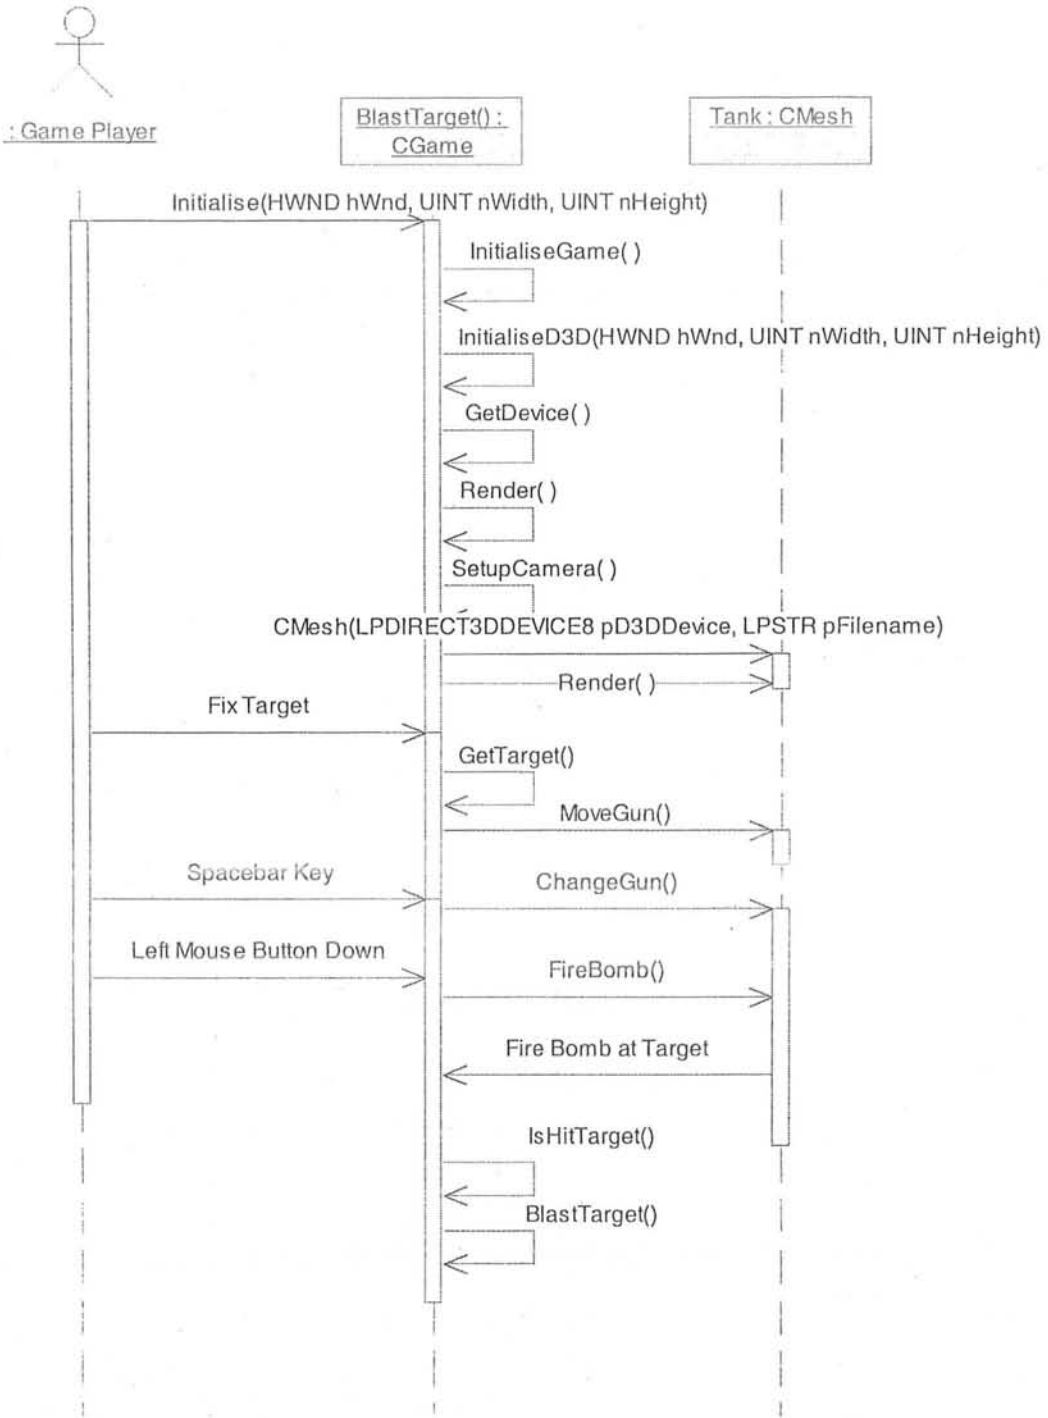 : Game Player
BlastTarget() :
CGame
Tank : CMesh
Initialise(HWND hWnd, UINT nWidth, UINT nHeight)
InitialiseGame( )
InitialiseD3D(HWND hWnd, UINT nWidth, UINT nHeight)
GetDevice( )
Render( )
SetupCamera( )
CMesh(LPDIRECT3DDEVICE8 pD3DDevice, LPSTR pFilename)
Render( )
Fix Target
GetTarget()
MoveGun()
Spacebar Key
ChangeGun()
Left Mouse Button Down
FireBomb()
Fire Bomb at Target
IsHitTarget()
BlastTarget()